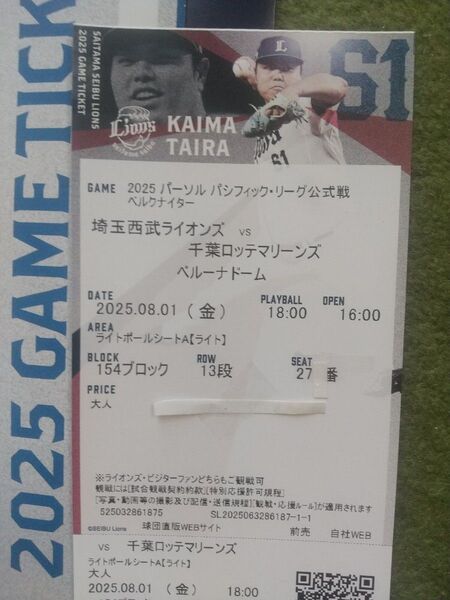 2025 GAME TICK
SAITAMA SEIBU LIONS
2025 GAME TICKET
L
61
61
Lions
saitama seibu
KAIMA
TAIRA
GAME 2025 パーソル パシフィック・リーグ公式戦
ベルクナイター
埼玉西武ライオンズ vs
千葉ロッテマリーンズ
ベルーナドーム
DATE PLAYBALL OPEN
2025.08.01 (金) 18:00 16:00
AREA
ライトポールシートA【ライト】
BLOCK ROW SEAT
154ブロック 13段 27 番
PRICE
大人
※ライオンズ・ビジターファンどちらもご観戦可
観戦には[試合観戦契約約款][特別応援許可規程]
[写真・動画等の撮影及び配信・送信規程][観戦・応援ルール]が適用されます
525032861875 SL2025063286187-1-1
©SEIBU Lions 球団直販WEBサイト 前売 自社WEB
vs 千葉ロッテマリーンズ
ライトポールシートA【ライト】
大人
2025.08.01 (金) 18:00